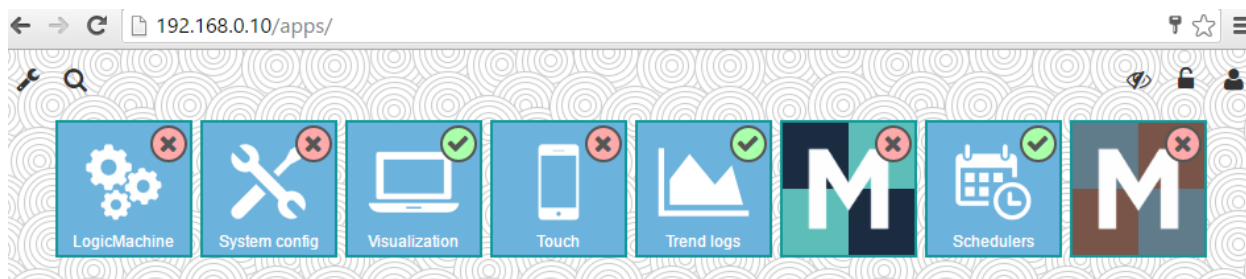 192.168.0.10/apps/
LogicMachine
System config
Visualization
Touch
Trend logs
M
Schedulers
M